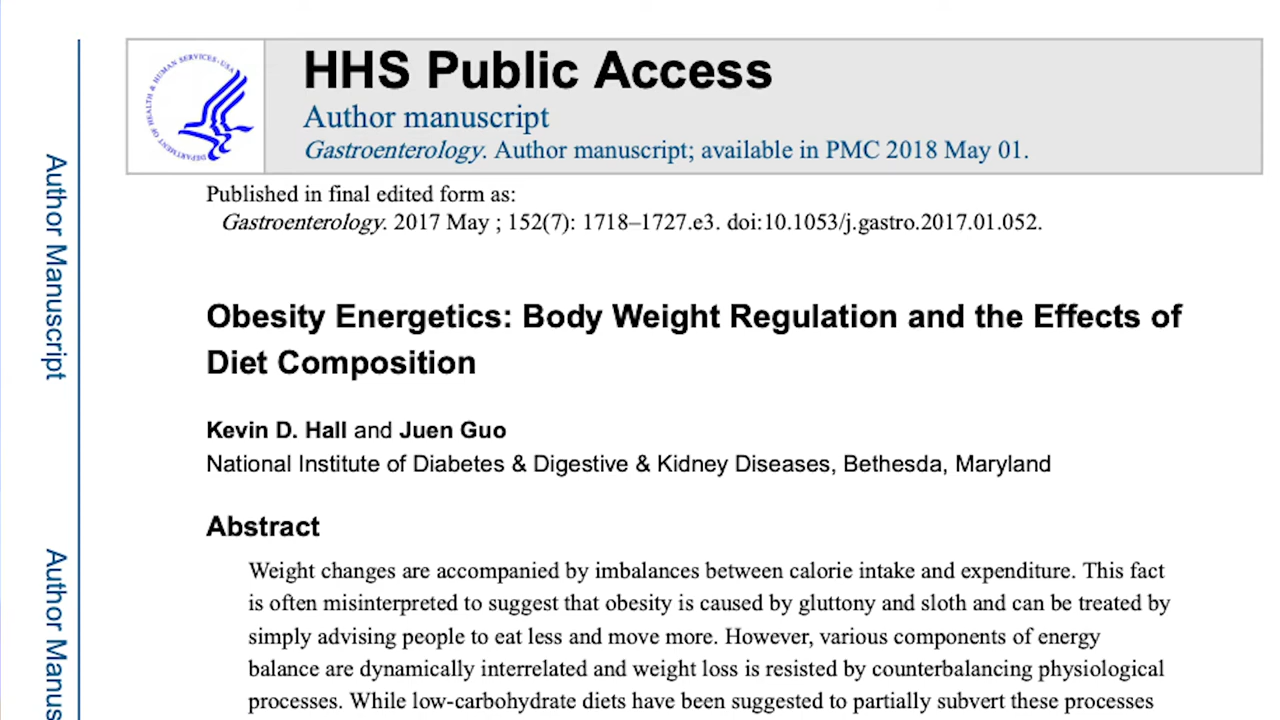 HHS Public Access
Author manuscript
Gastroenterology. Author manuscript; available in PMC 2018 May 01.
DEPARTMENT OF HEALTH & HUMAN SERVICES · USA
Published in final edited form as:
Gastroenterology. 2017 May ; 152(7): 1718–1727.e3. doi:10.1053/j.gastro.2017.01.052.
Obesity Energetics: Body Weight Regulation and the Effects of
Diet Composition
Kevin D. Hall and Juen Guo
National Institute of Diabetes & Digestive & Kidney Diseases, Bethesda, Maryland
Abstract
Weight changes are accompanied by imbalances between calorie intake and expenditure. This fact
is often misinterpreted to suggest that obesity is caused by gluttony and sloth and can be treated by
simply advising people to eat less and move more. However, various components of energy
balance are dynamically interrelated and weight loss is resisted by counterbalancing physiological
processes. While low-carbohydrate diets have been suggested to partially subvert these processes
Author Manuscript
Author Manus